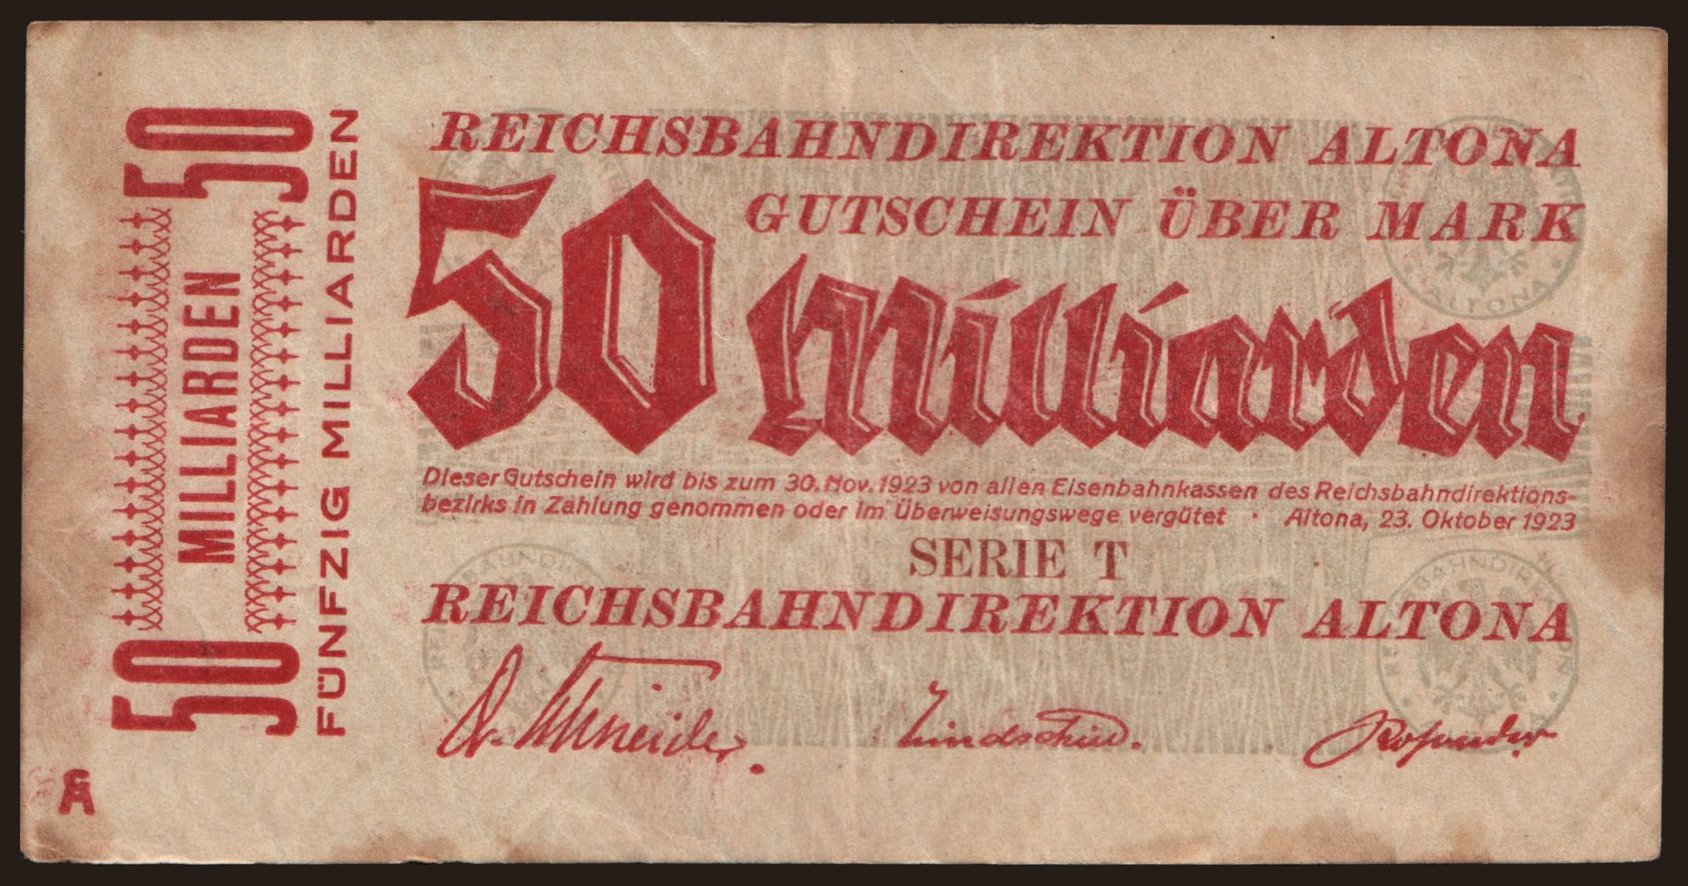 REICHSBAHNDIREKTION ALTONA
GUTSCHEIN ÜBER MARK
50 Milliarden
Dieser Gutschein wird bis zum 30. Nov. 1923 von allen Eisenbahnkassen des Reichsbahndirektions-
bezirks in Zahlung genommen oder im Überweisungswege vergütet · Altona, 23. Oktober 1923
SERIE T
REICHSBAHNDIREKTION ALTONA
50 MILLIARDEN 50
FÜNFZIG MILLIARDEN
ALTONA
REICHSBAHNDIREKTION